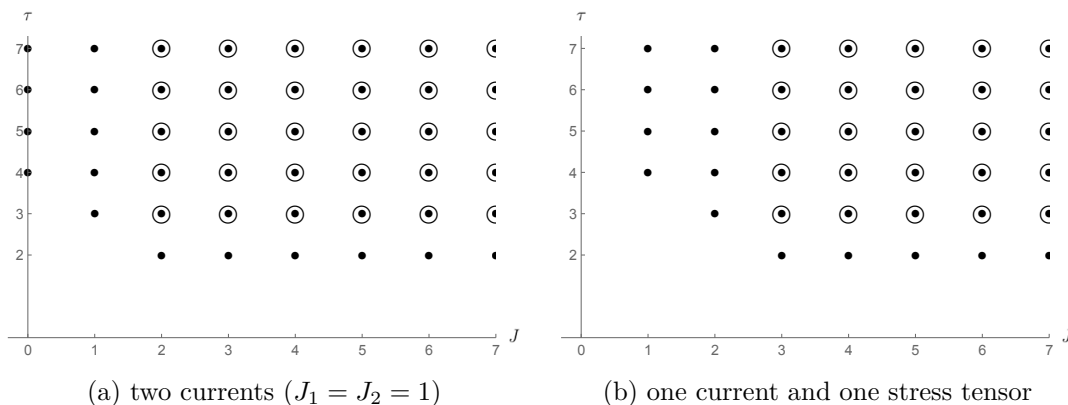 τ τ
7 7
6 6
5 5
4 4
3 3
2 2
J J
0 1 2 3 4 5 6 7 0 1 2 3 4 5 6 7
(a) two currents (J₁ = J₂ = 1) (b) one current and one stress tensor